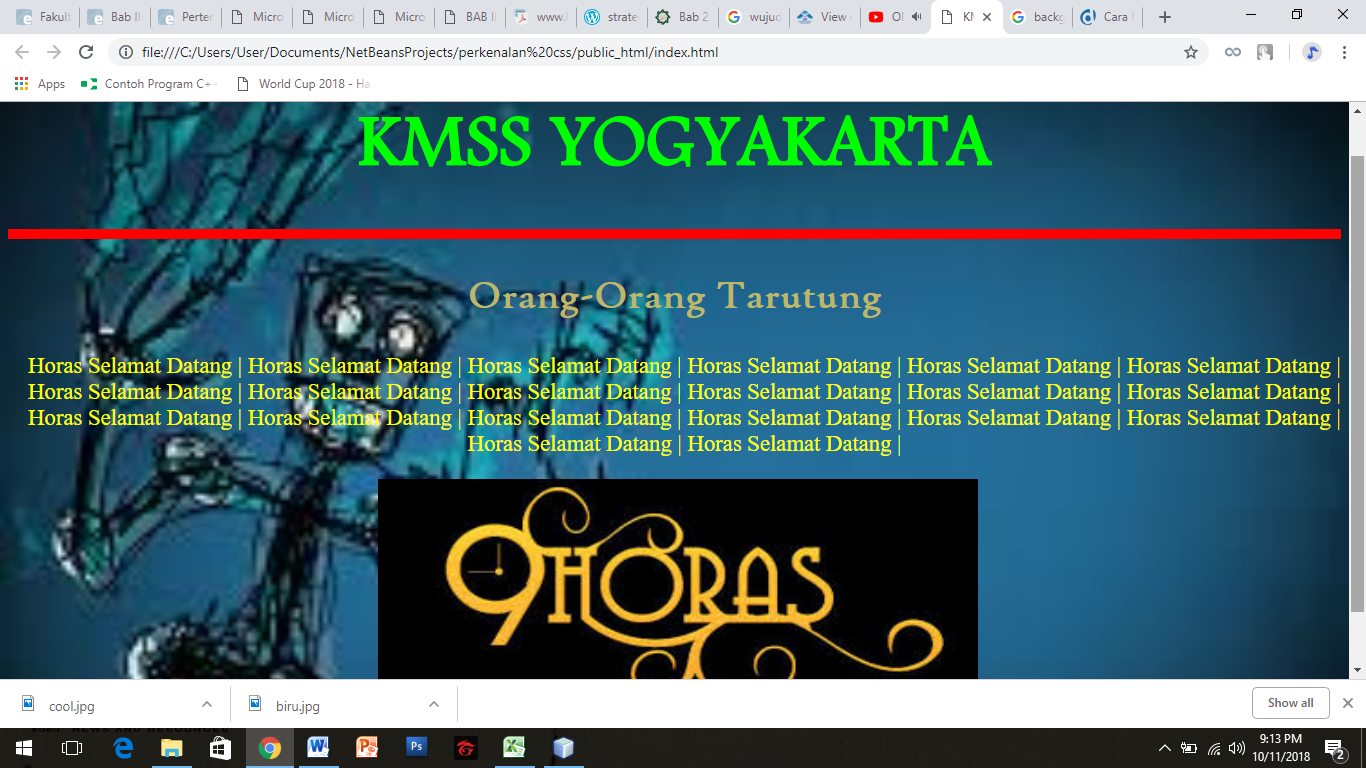 Fakult
Bab II
Perter
Micro
Micro
Micro
BAB II
www.
strate
Bab 2
wujud
View
Cara
file:///C:/Users/User/Documents/NetBeansProjects/perkenalan%20css/public_html/index.html
Apps
Contoh Program C++
World Cup 2018 - Ha
KMSS YOGYAKARTA
Orang-Orang Tarutung
Horas Selamat Datang | Horas Selamat Datang | Horas Selamat Datang | Horas Selamat Datang | Horas Selamat Datang | Horas Selamat Datang |
Horas Selamat Datang | Horas Selamat Datang | Horas Selamat Datang | Horas Selamat Datang | Horas Selamat Datang | Horas Selamat Datang |
Horas Selamat Datang | Horas Selamat Datang | Horas Selamat Datang | Horas Selamat Datang | Horas Selamat Datang | Horas Selamat Datang |
Horas Selamat Datang | Horas Selamat Datang |
9HORAS
cool.jpg
biru.jpg
Show all
9:13 PM
10/11/2018
2